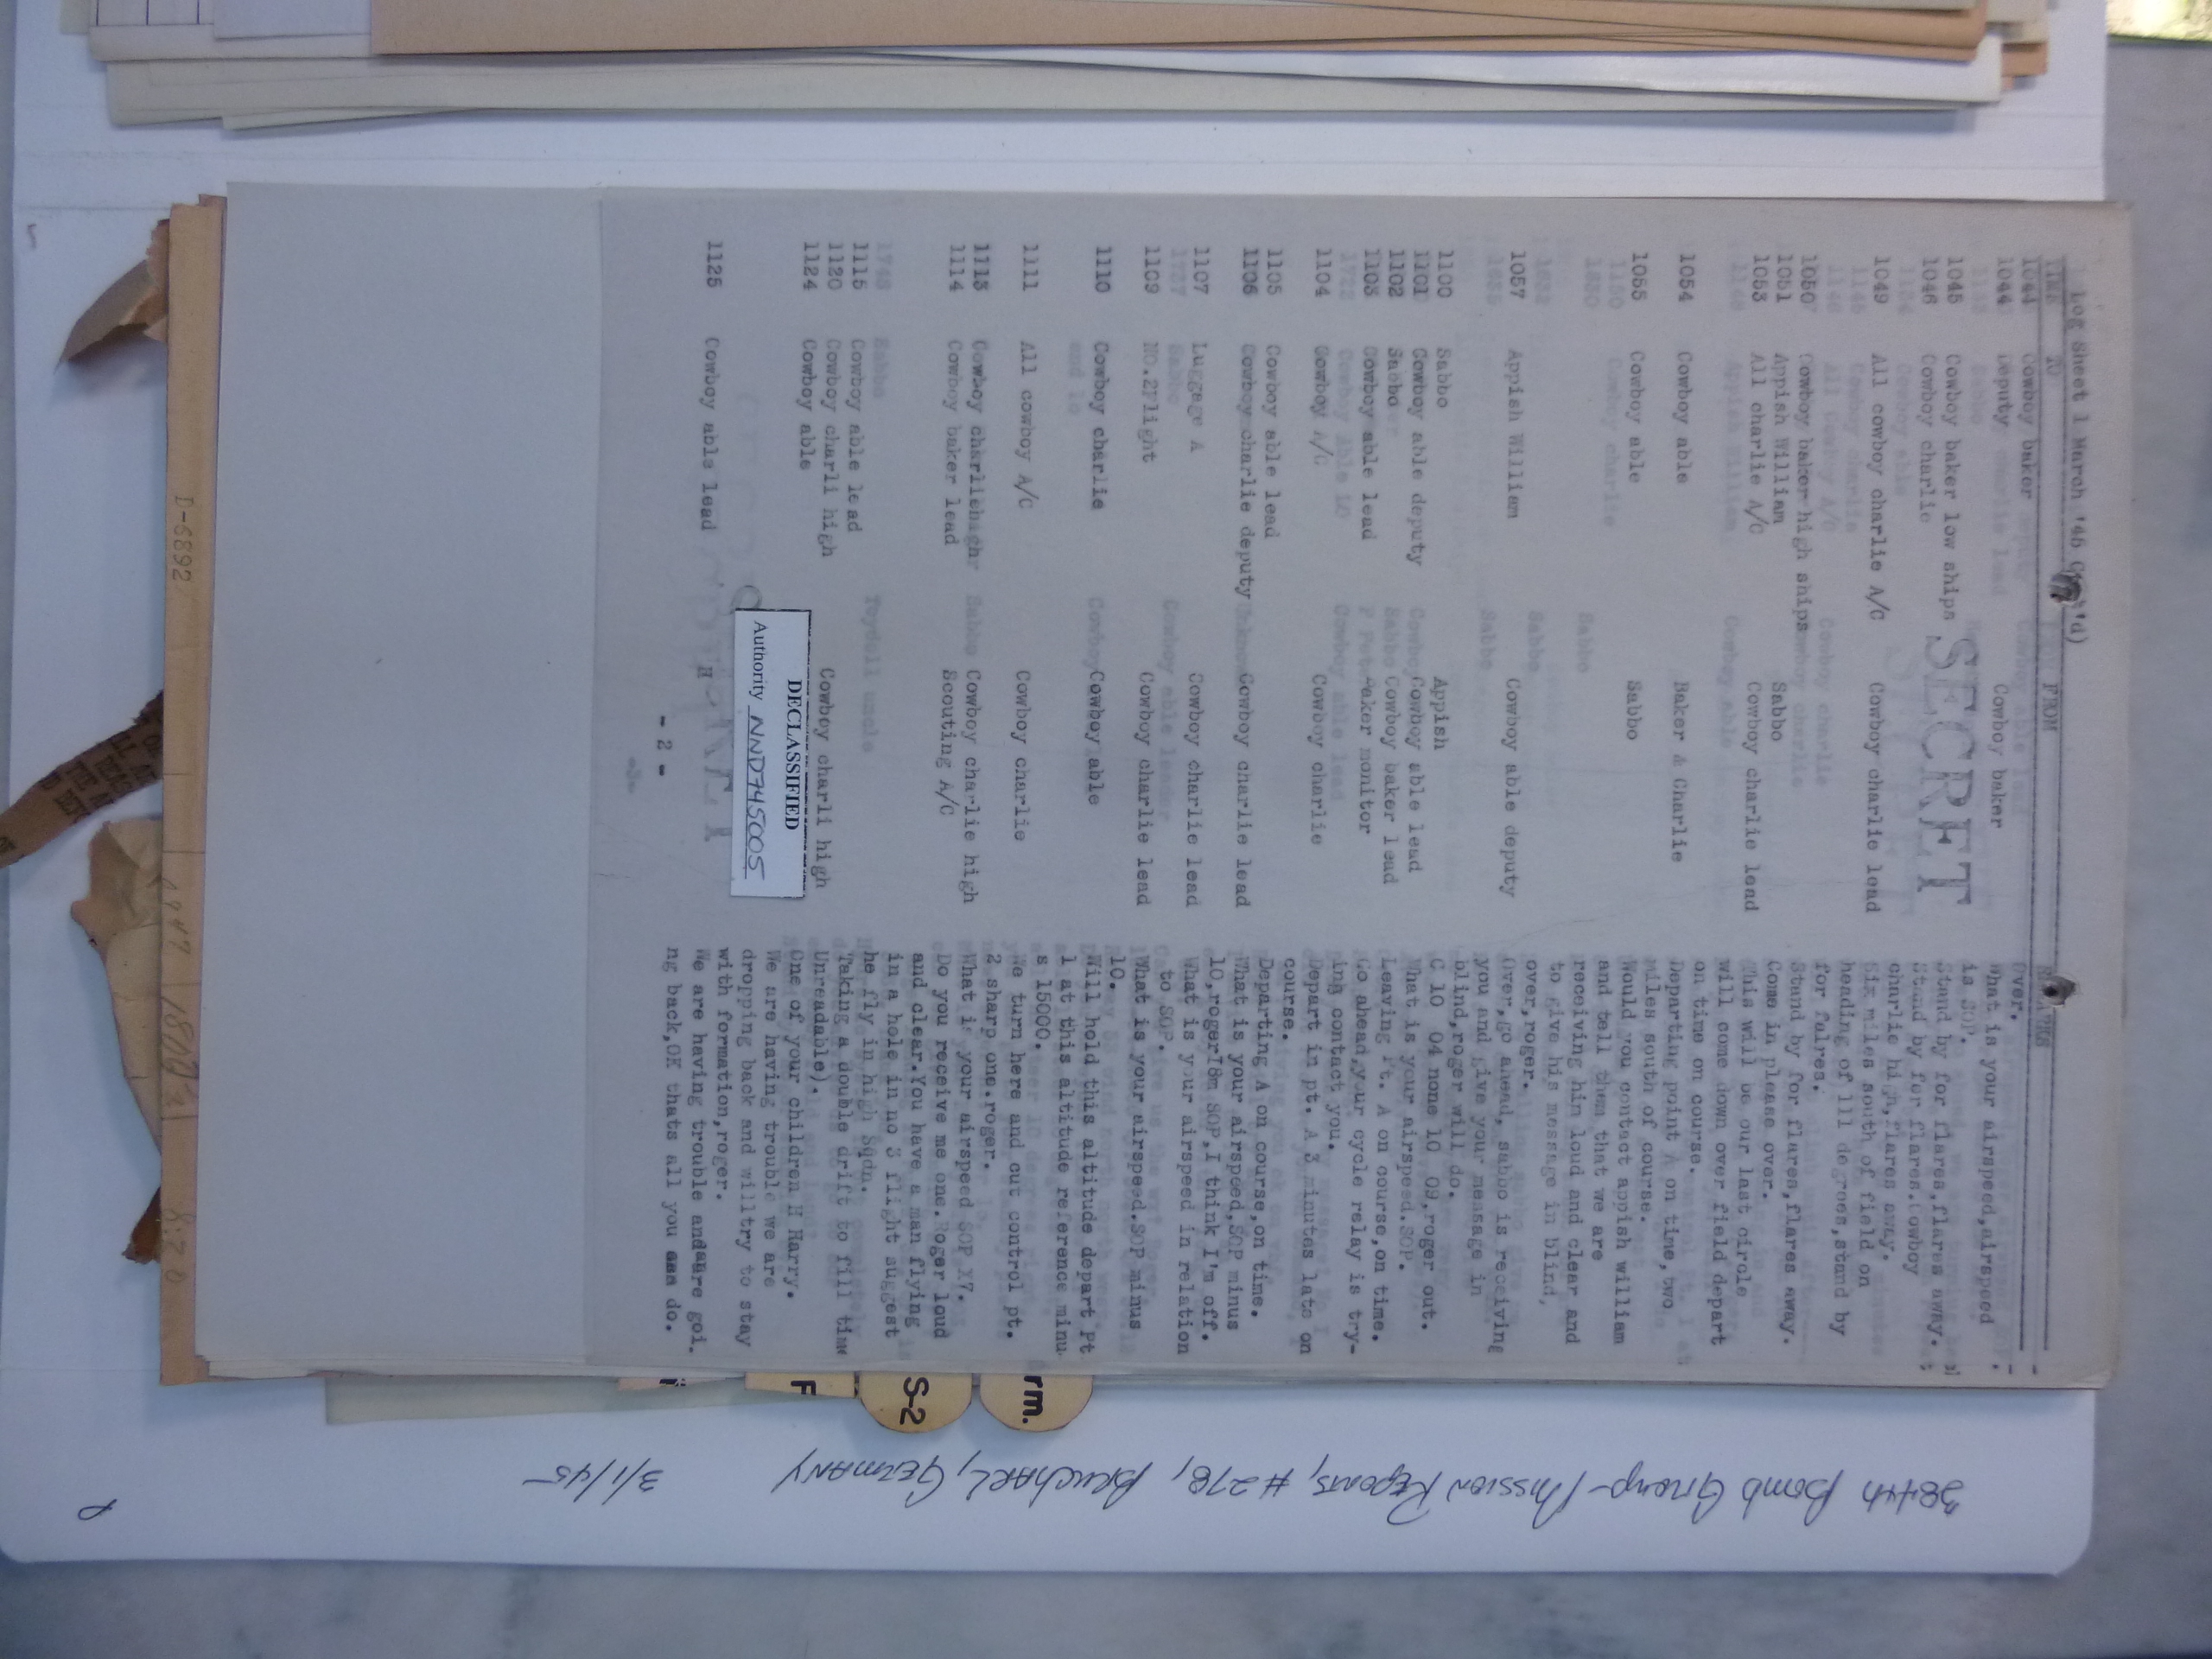 Log Sheet 1 March '45 Con't'd)
TIME TO FROM REMARKS
Over.
1044 Deputy Cowboy baker What is your airspeed,airspeed
is SOP.
1045 Cowboy baker low ships Stand by for flares,flares away.
1046 Cowboy charlie Stand by for flares.Cowboy
charlie high,flares away.
SECRET
1049 All cowboy charlie A/C Cowboy charlie lead Six miles south of field on
heading of 111 degrees,stand by
for falres.
1050 Cowboy baker high ships Stand by for flares,flares away.
1051 Appish William Sabbo Come in please over.
1053 All charlie A/C Cowboy charlie lead This will be our last circle
will come down over field depart
on time on course.
1054 Cowboy able Baker & Charlie Departing point A on time,two
miles south of course.
1055 Cowboy able Sabbo Would you contact appish william
and tell them that we are
receiving him loud and clear and
to give his message in blind,
over,roger.
1057 Appish William Cowboy able deputy Over,go ahead, sabbo is receiving
you and give your message in
blind,roger will do.
1100 Sabbo Appish C 10 04 none 10 09,roger out.
1101 Cowboy able deputy Cowboy able lead What is your airspeed.SOP.
1102 Sabbo Cowboy baker lead Leaving Pt. A on course,on time.
1103 Cowboy able lead Baker monitor Go ahead,your cycle relay is try-
ing contact you.
1104 Cowboy A/C Cowboy charlie Depart in pt. A 3 minutes late on
course.
1105 Cowboy able lead Departing A on course,on time.
1106 Cowboy charlie deputy Cowboy charlie lead What is your airspeed,SOP minus
10,roger I8m SOP,I think I'm off.
1107 Luggage A Cowboy charlie lead What is your airspeed in relation
to SOP.
1109 NO.2Flight Cowboy charlie lead What is your airspeed.SOP minus
10.
1110 Cowboy charlie Cowboy able Will hold this altitude depart Pt
1 at this altitude reference minu
s 15000.
1111 All cowboy A/C Cowboy charlie We turn here and cut control pt.
2 sharp one.roger.
1113 Cowboy charlie Cowboy charlie high What is your airspeed SOP X7.
1114 Cowboy baker lead Scouting A/C Do you receive me one.Roger loud
and clear.You have a man flying
in a hole in no 3 flight suggest
he fly in high Sqdn.
1115 Cowboy able lead Taking a double drift to fill time
1120 Cowboy charli high Cowboy charli high Unreadable).
1124 Cowboy able One of your children H Harry.
We are having trouble we are
dropping back and willtry to stay
with formation,roger.
1125 Cowboy able lead H We are having trouble and are goi
ng back,OK thats all you can do.
- 2 -
DECLASSIFIED
Authority NND745005
rm.
S-2
F
D-6892
384th Bomb Group-Mission Reports, #278, Bruchsal, Germany 3/1/45